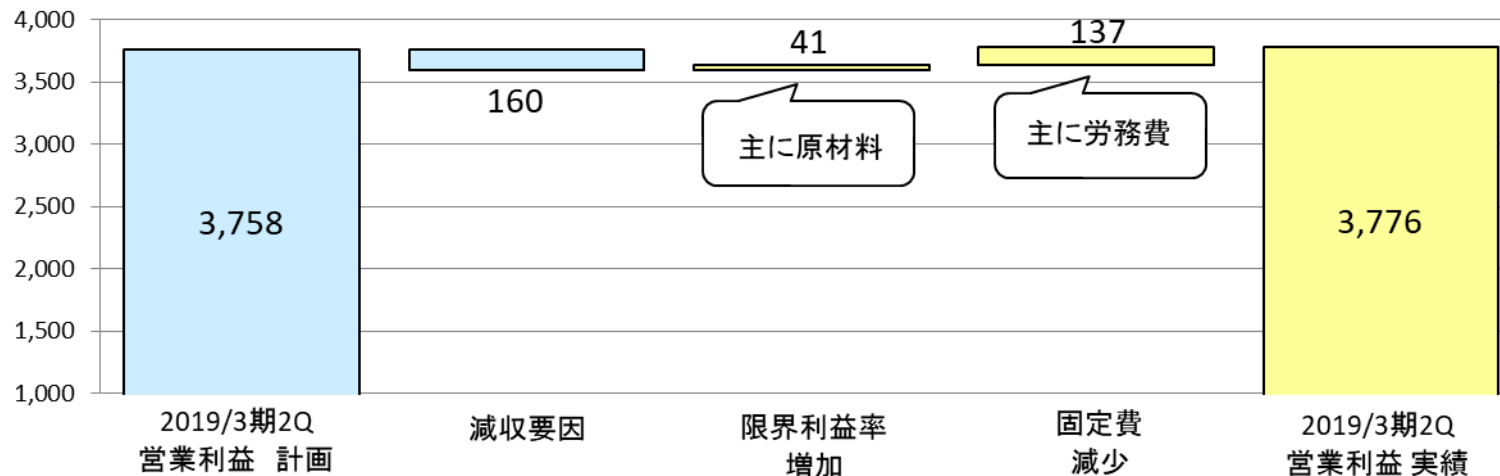 4,000
3,500
3,000
2,500
2,000
1,500
1,000
3,758
160
41
主に原材料
137
主に労務費
3,776
2019/3期2Q
営業利益 計画
減収要因
限界利益率
増加
固定費
減少
2019/3期2Q
営業利益 実績